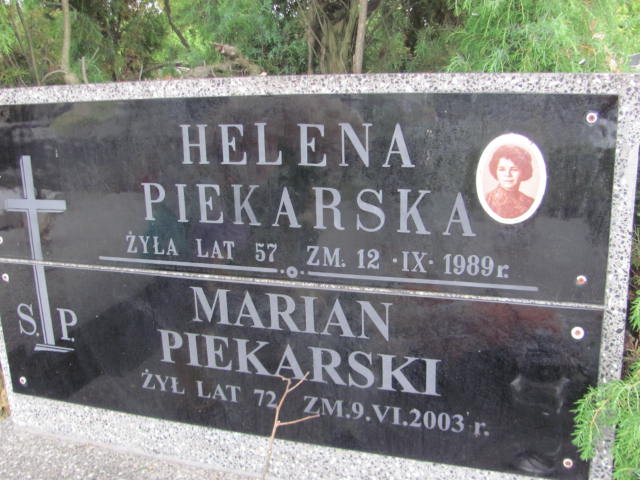 HELENA
PIEKARSKA
ŻYŁA LAT 57 ZM. 12 ·IX· 1989 r.
S. P.
MARIAN
PIEKARSKI
ŻYŁ LAT 72 ZM. 9. VI. 2003 r.